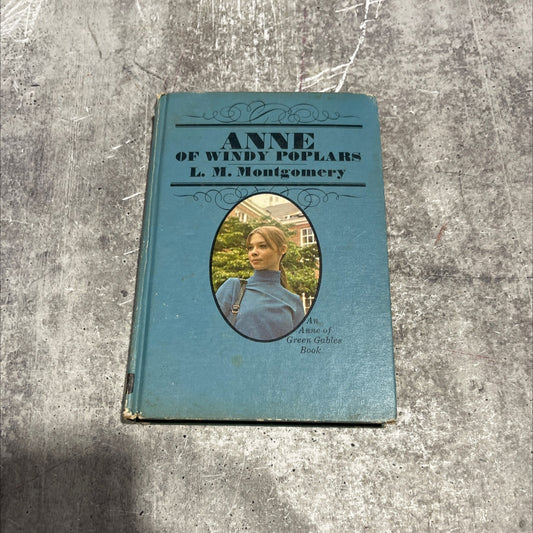 ANNE
OF WINDY POPLARS
L. M. Montgomery
An
Anne of
Green Gables
Book